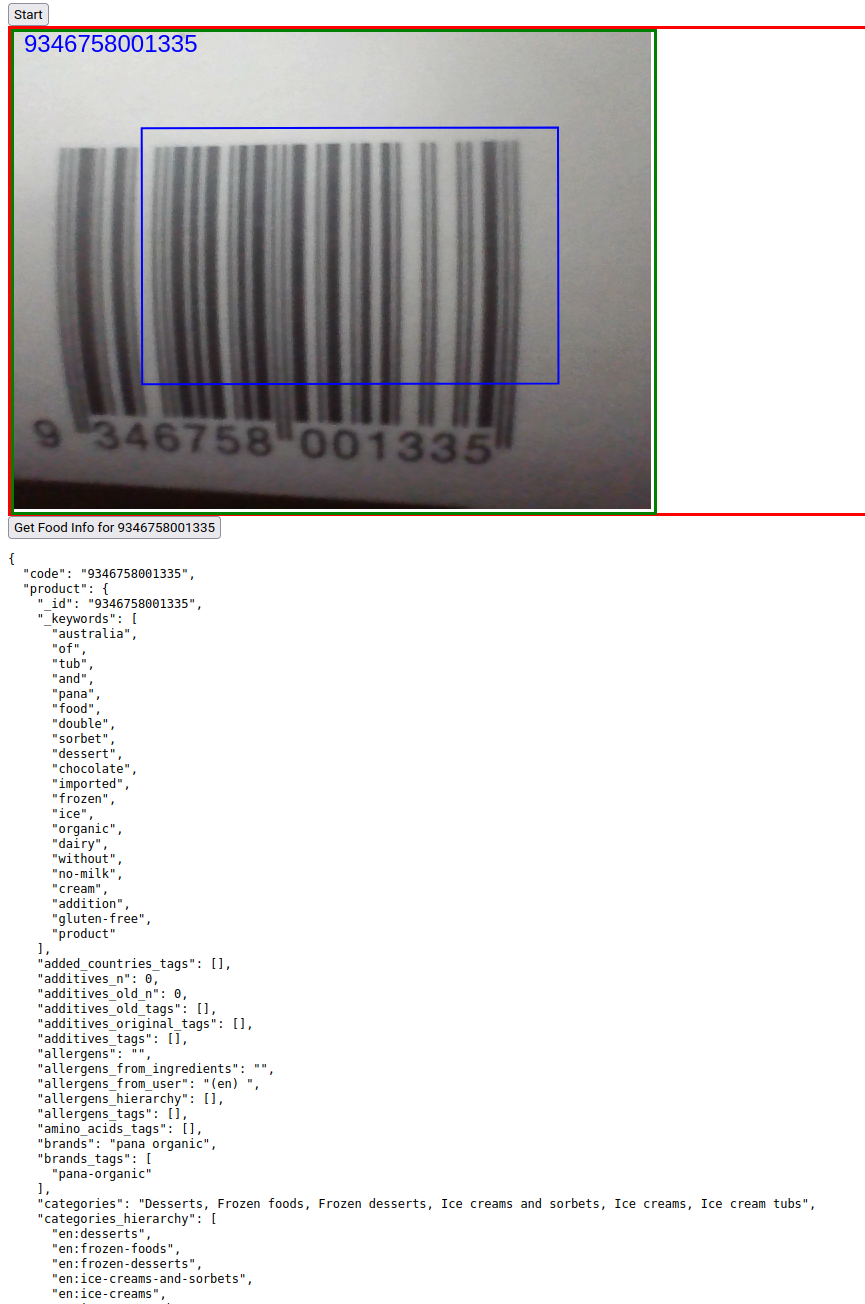 Start
9346758001335
9 346758 001335
Get Food Info for 9346758001335
{
  "code": "9346758001335",
  "product": {
    "_id": "9346758001335",
    "_keywords": [
      "australia",
      "of",
      "tub",
      "and",
      "pana",
      "food",
      "double",
      "sorbet",
      "dessert",
      "chocolate",
      "imported",
      "frozen",
      "ice",
      "organic",
      "dairy",
      "without",
      "no-milk",
      "cream",
      "addition",
      "gluten-free",
      "product"
    ],
    "added_countries_tags": [],
    "additives_n": 0,
    "additives_old_n": 0,
    "additives_old_tags": [],
    "additives_original_tags": [],
    "additives_tags": [],
    "allergens": "",
    "allergens_from_ingredients": "",
    "allergens_from_user": "(en) ",
    "allergens_hierarchy": [],
    "allergens_tags": [],
    "amino_acids_tags": [],
    "brands": "pana organic",
    "brands_tags": [
      "pana-organic"
    ],
    "categories": "Desserts, Frozen foods, Frozen desserts, Ice creams and sorbets, Ice creams, Ice cream tubs",
    "categories_hierarchy": [
      "en:desserts",
      "en:frozen-foods",
      "en:frozen-desserts",
      "en:ice-creams-and-sorbets",
      "en:ice-creams",